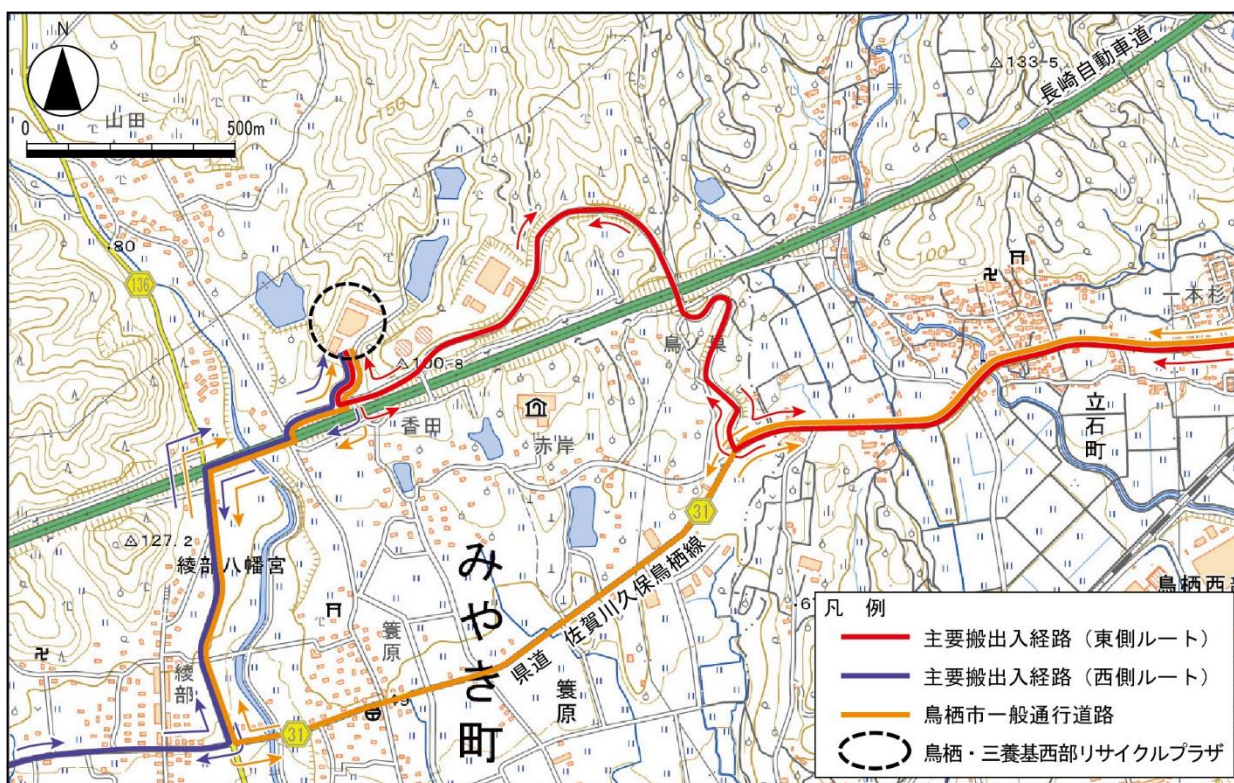 N
0
500m
山田
150
△133.5
長崎自動車道
・80
136
100
一本杉
鳥ノ巣
△100.8
香田
赤岸
立石町
31
△127.2
綾部八幡宮
みやき町
県道 佐賀川久保鳥栖線
簑原
綾部
簑原
31
鳥栖西部
凡 例
主要搬出入経路(東側ルート)
主要搬出入経路(西側ルート)
鳥栖市一般通行道路
鳥栖・三養基西部リサイクルプラザ